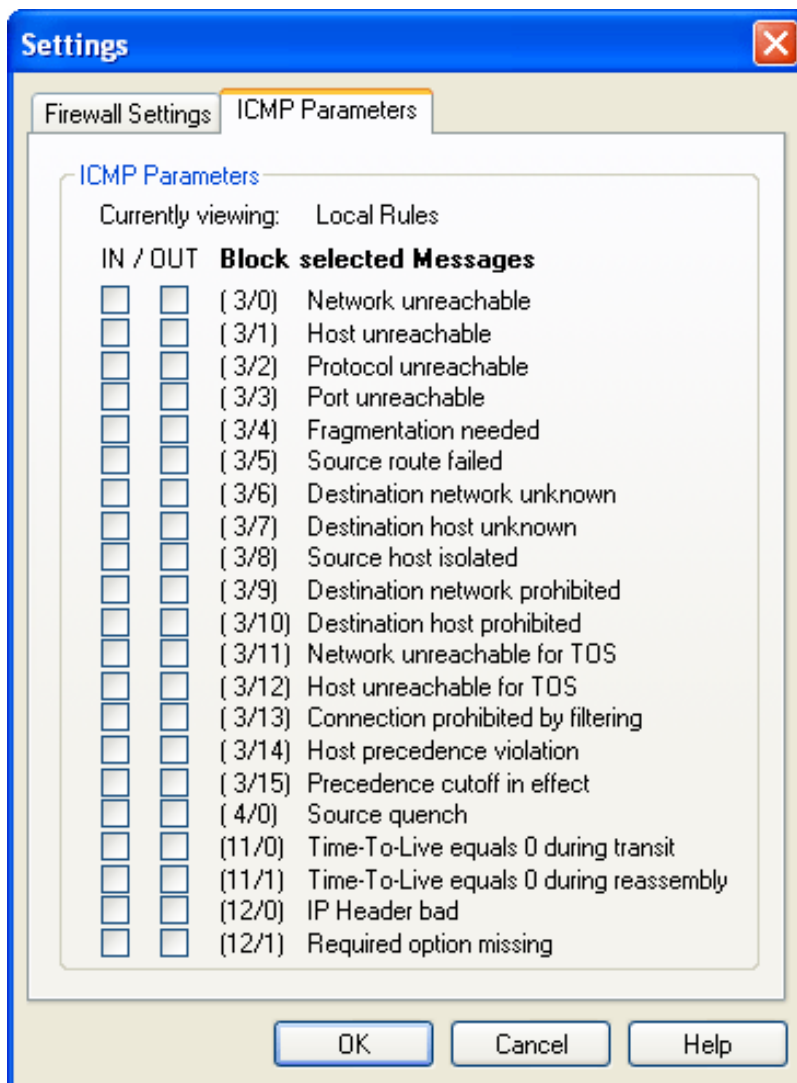 Settings
Firewall Settings ICMP Parameters
ICMP Parameters
Currently viewing: Local Rules
IN / OUT Block selected Messages
( 3/0) Network unreachable
( 3/1) Host unreachable
( 3/2) Protocol unreachable
( 3/3) Port unreachable
( 3/4) Fragmentation needed
( 3/5) Source route failed
( 3/6) Destination network unknown
( 3/7) Destination host unknown
( 3/8) Source host isolated
( 3/9) Destination network prohibited
( 3/10) Destination host prohibited
( 3/11) Network unreachable for TOS
( 3/12) Host unreachable for TOS
( 3/13) Connection prohibited by filtering
( 3/14) Host precedence violation
( 3/15) Precedence cutoff in effect
( 4/0) Source quench
(11/0) Time-To-Live equals 0 during transit
(11/1) Time-To-Live equals 0 during reassembly
(12/0) IP Header bad
(12/1) Required option missing
OK Cancel Help